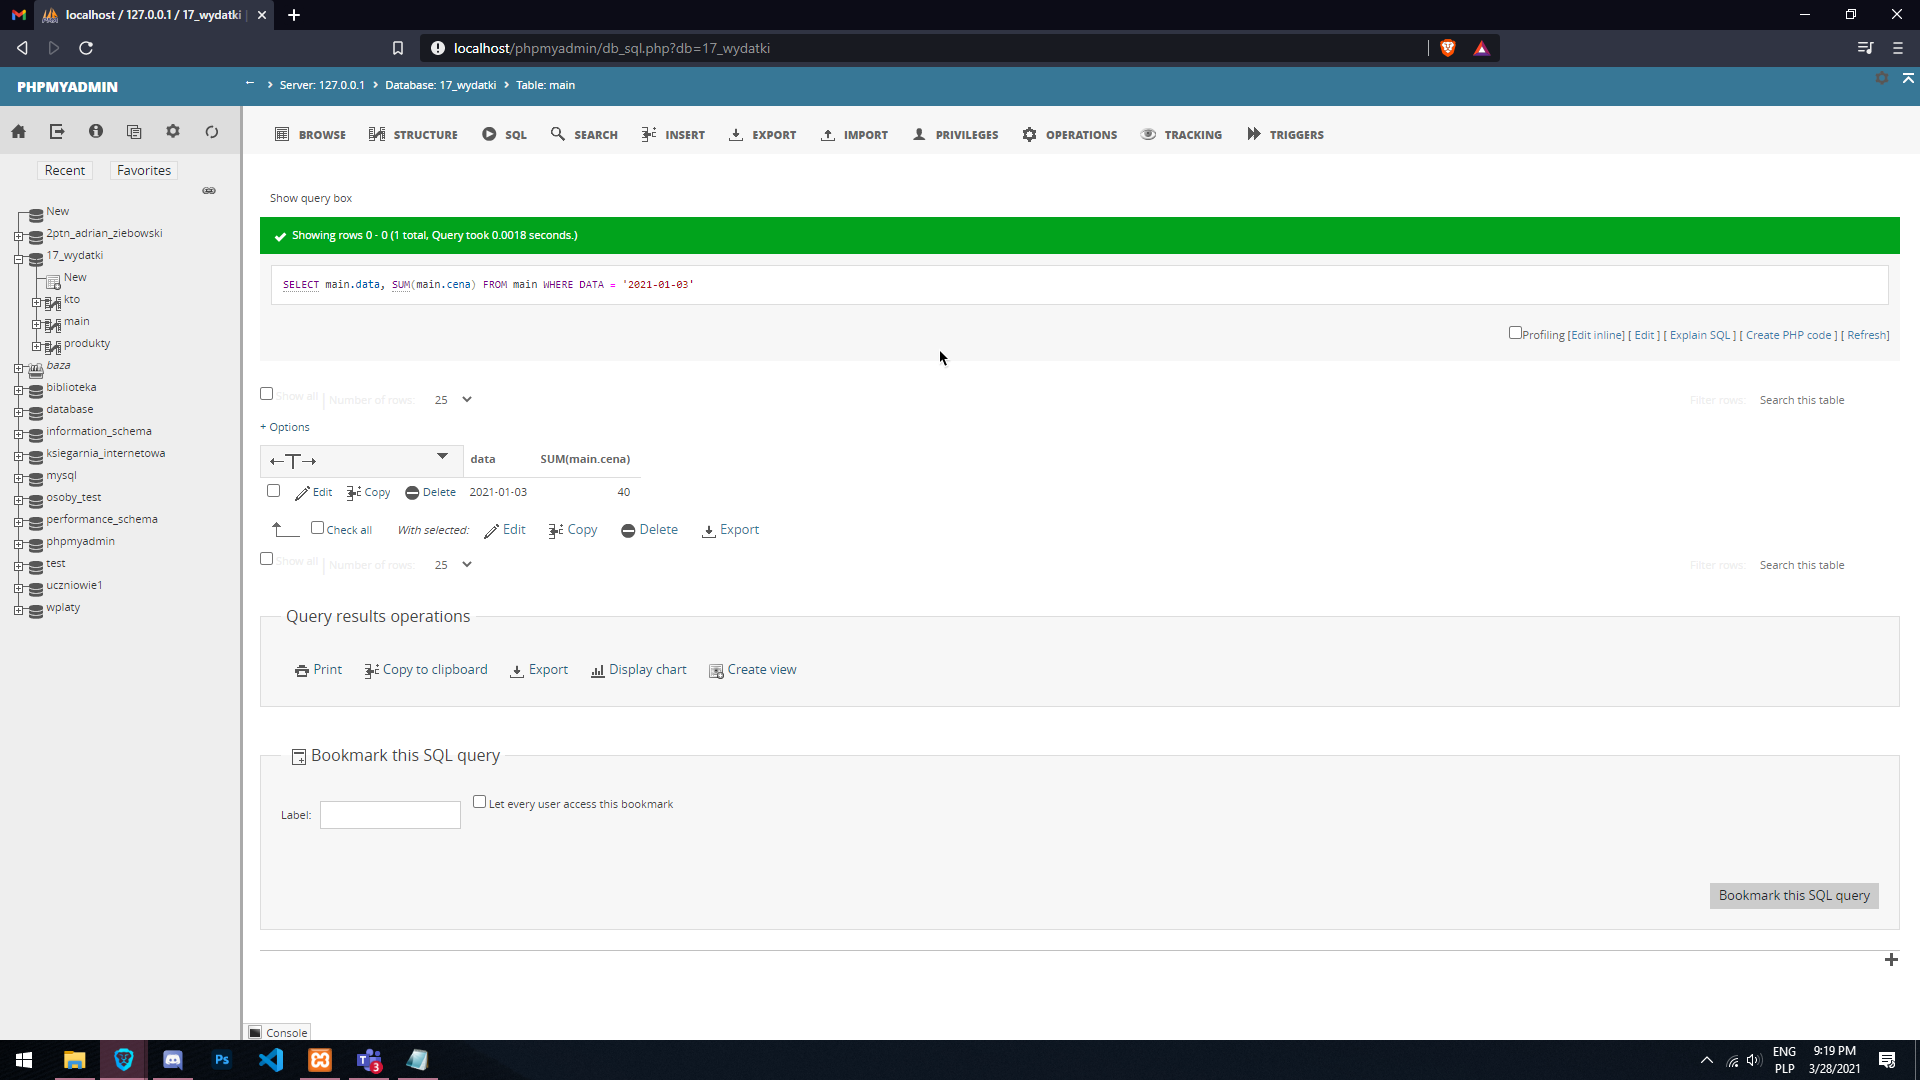 localhost / 127.0.0.1 / 17_wydatki
localhost/phpmyadmin/db_sql.php?db=17_wydatki
PHPMYADMIN
Server: 127.0.0.1 Database: 17_wydatki Table: main
BROWSE STRUCTURE SQL SEARCH INSERT EXPORT IMPORT PRIVILEGES OPERATIONS TRACKING TRIGGERS
Recent Favorites
New
2ptn_adrian_ziebowski
17_wydatki
New
kto
main
produkty
baza
biblioteka
database
information_schema
ksiegarnia_internetowa
mysql
osoby_test
performance_schema
phpmyadmin
test
uczniowie1
wplaty
Show query box
Showing rows 0 - 0 (1 total, Query took 0.0018 seconds.)
SELECT main.data, SUM(main.cena) FROM main WHERE DATA = '2021-01-03'
Profiling [Edit inline] [ Edit ] [ Explain SQL ] [ Create PHP code ] [ Refresh]
Show all Number of rows: 25 Filter rows: Search this table
+ Options
data SUM(main.cena)
Edit Copy Delete 2021-01-03 40
Check all With selected: Edit Copy Delete Export
Show all Number of rows: 25 Filter rows: Search this table
Query results operations
Print Copy to clipboard Export Display chart Create view
Bookmark this SQL query
Label: Let every user access this bookmark
Bookmark this SQL query
Console
Ps
3
ENG
PLP
9:19 PM
3/28/2021